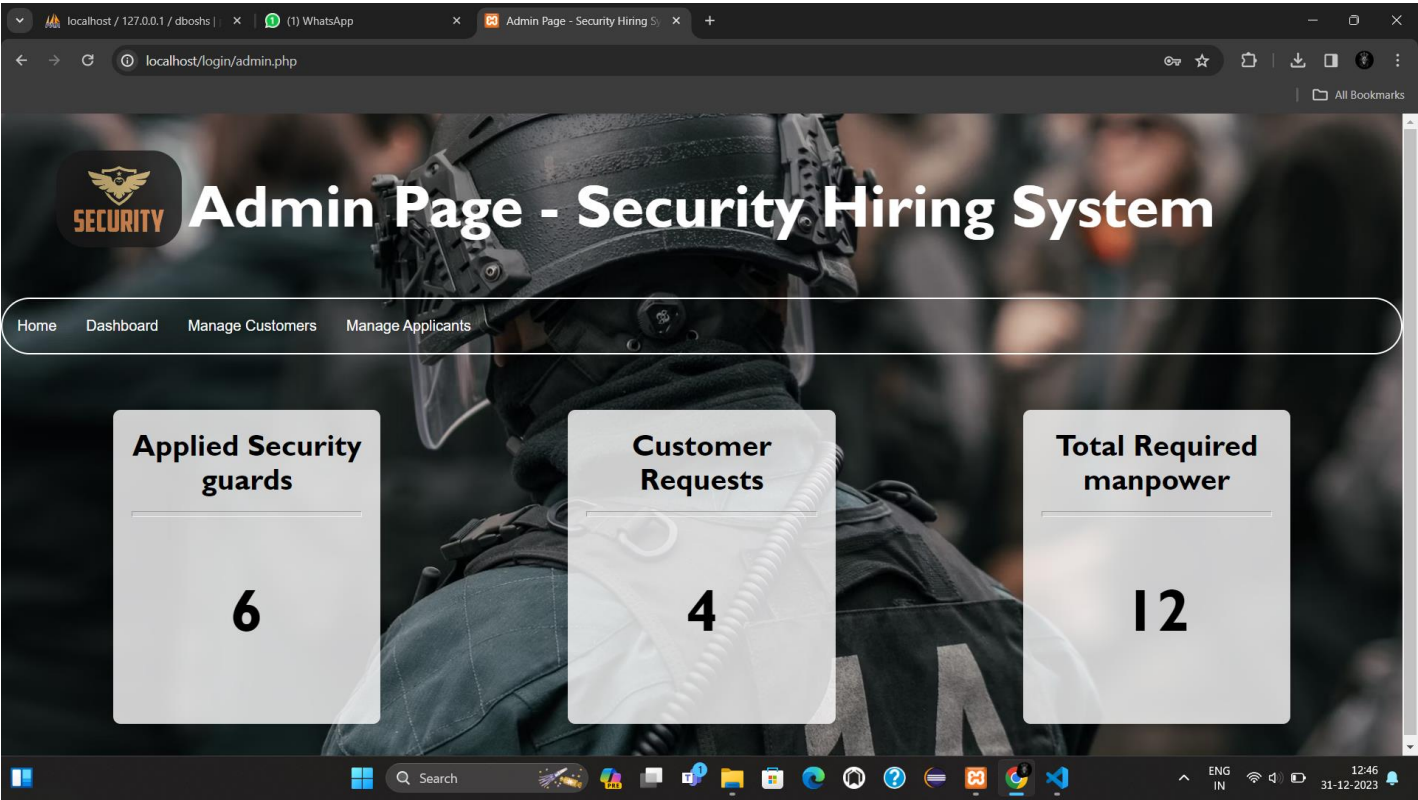 localhost / 127.0.0.1 / dboshs |
(1) WhatsApp
Admin Page - Security Hiring Sy
localhost/login/admin.php
All Bookmarks
SECURITY
Admin Page - Security Hiring System
Home Dashboard Manage Customers Manage Applicants
Applied Security
guards
6
Customer
Requests
4
Total Required
manpower
12
Search
PRE
1
ENG
IN
12:46
31-12-2023